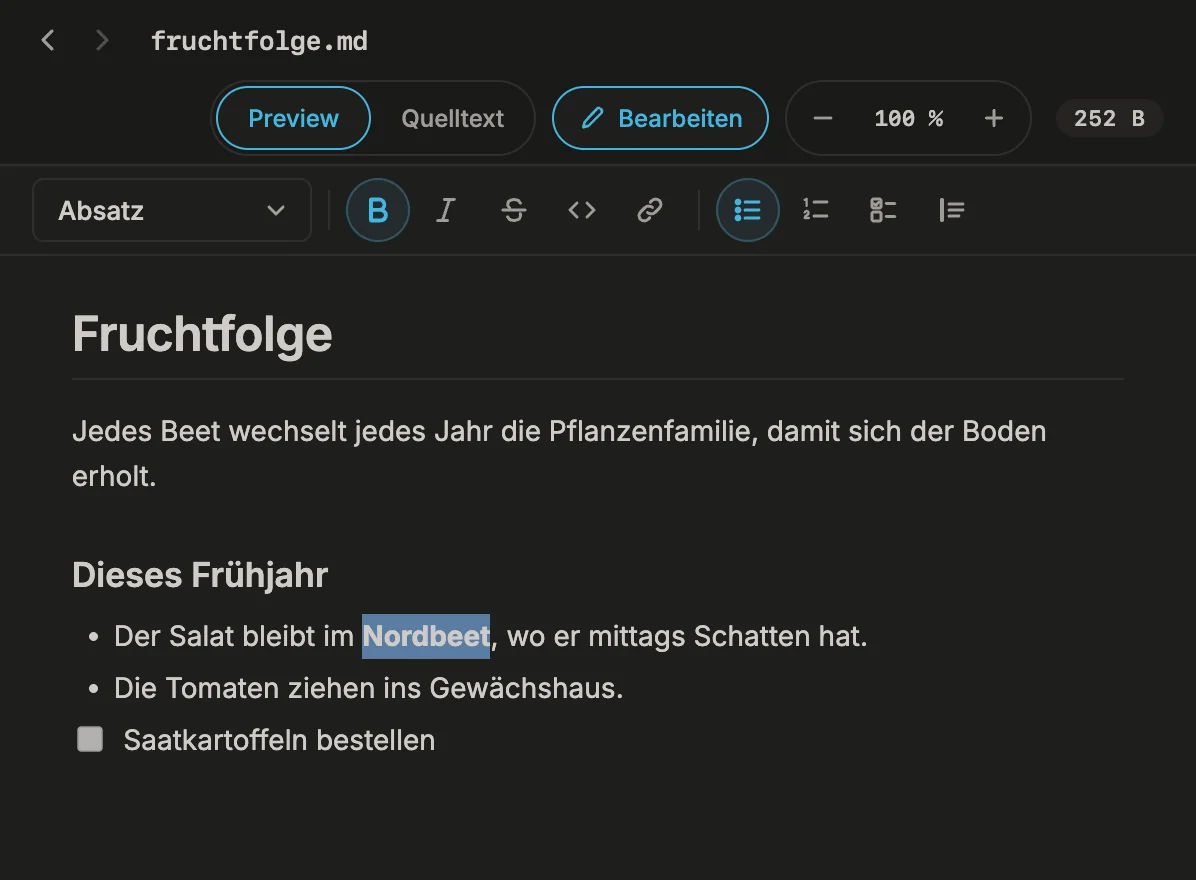 fruchtfolge.md
Preview Quelltext Bearbeiten 100 % 252 B
Absatz B I S
Fruchtfolge
Jedes Beet wechselt jedes Jahr die Pflanzenfamilie, damit sich der Boden
erholt.
Dieses Frühjahr
Der Salat bleibt im Nordbeet, wo er mittags Schatten hat.
Die Tomaten ziehen ins Gewächshaus.
Saatkartoffeln bestellen